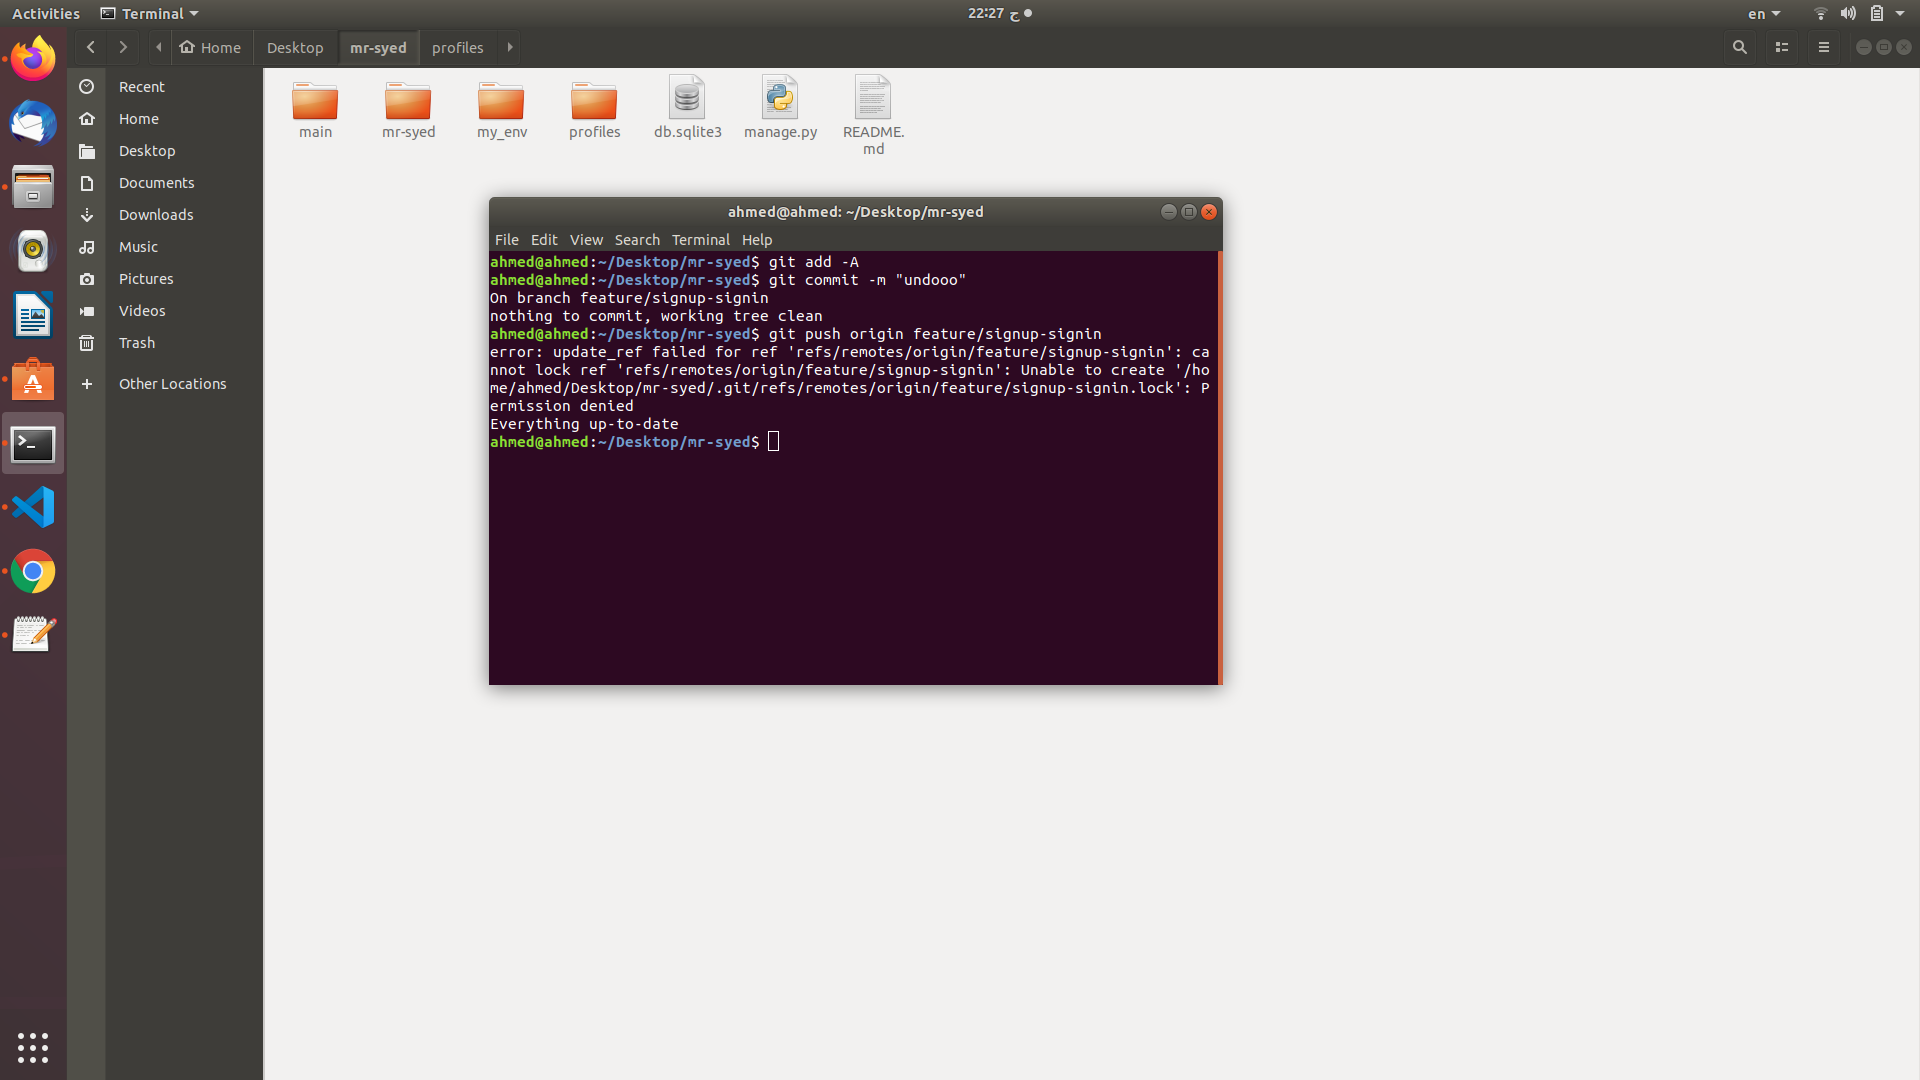 Activities Terminal 22:27 ح en
Home Desktop mr-syed profiles
Recent
Home
Desktop
Documents
Downloads
Music
Pictures
Videos
Trash
Other Locations
main mr-syed my_env profiles db.sqlite3 manage.py README.
md
ahmed@ahmed: ~/Desktop/mr-syed
File Edit View Search Terminal Help
ahmed@ahmed:~/Desktop/mr-syed$ git add -A
ahmed@ahmed:~/Desktop/mr-syed$ git commit -m "undooo"
On branch feature/signup-signin
nothing to commit, working tree clean
ahmed@ahmed:~/Desktop/mr-syed$ git push origin feature/signup-signin
error: update_ref failed for ref 'refs/remotes/origin/feature/signup-signin': ca
nnot lock ref 'refs/remotes/origin/feature/signup-signin': Unable to create '/ho
me/ahmed/Desktop/mr-syed/.git/refs/remotes/origin/feature/signup-signin.lock': P
ermission denied
Everything up-to-date
ahmed@ahmed:~/Desktop/mr-syed$